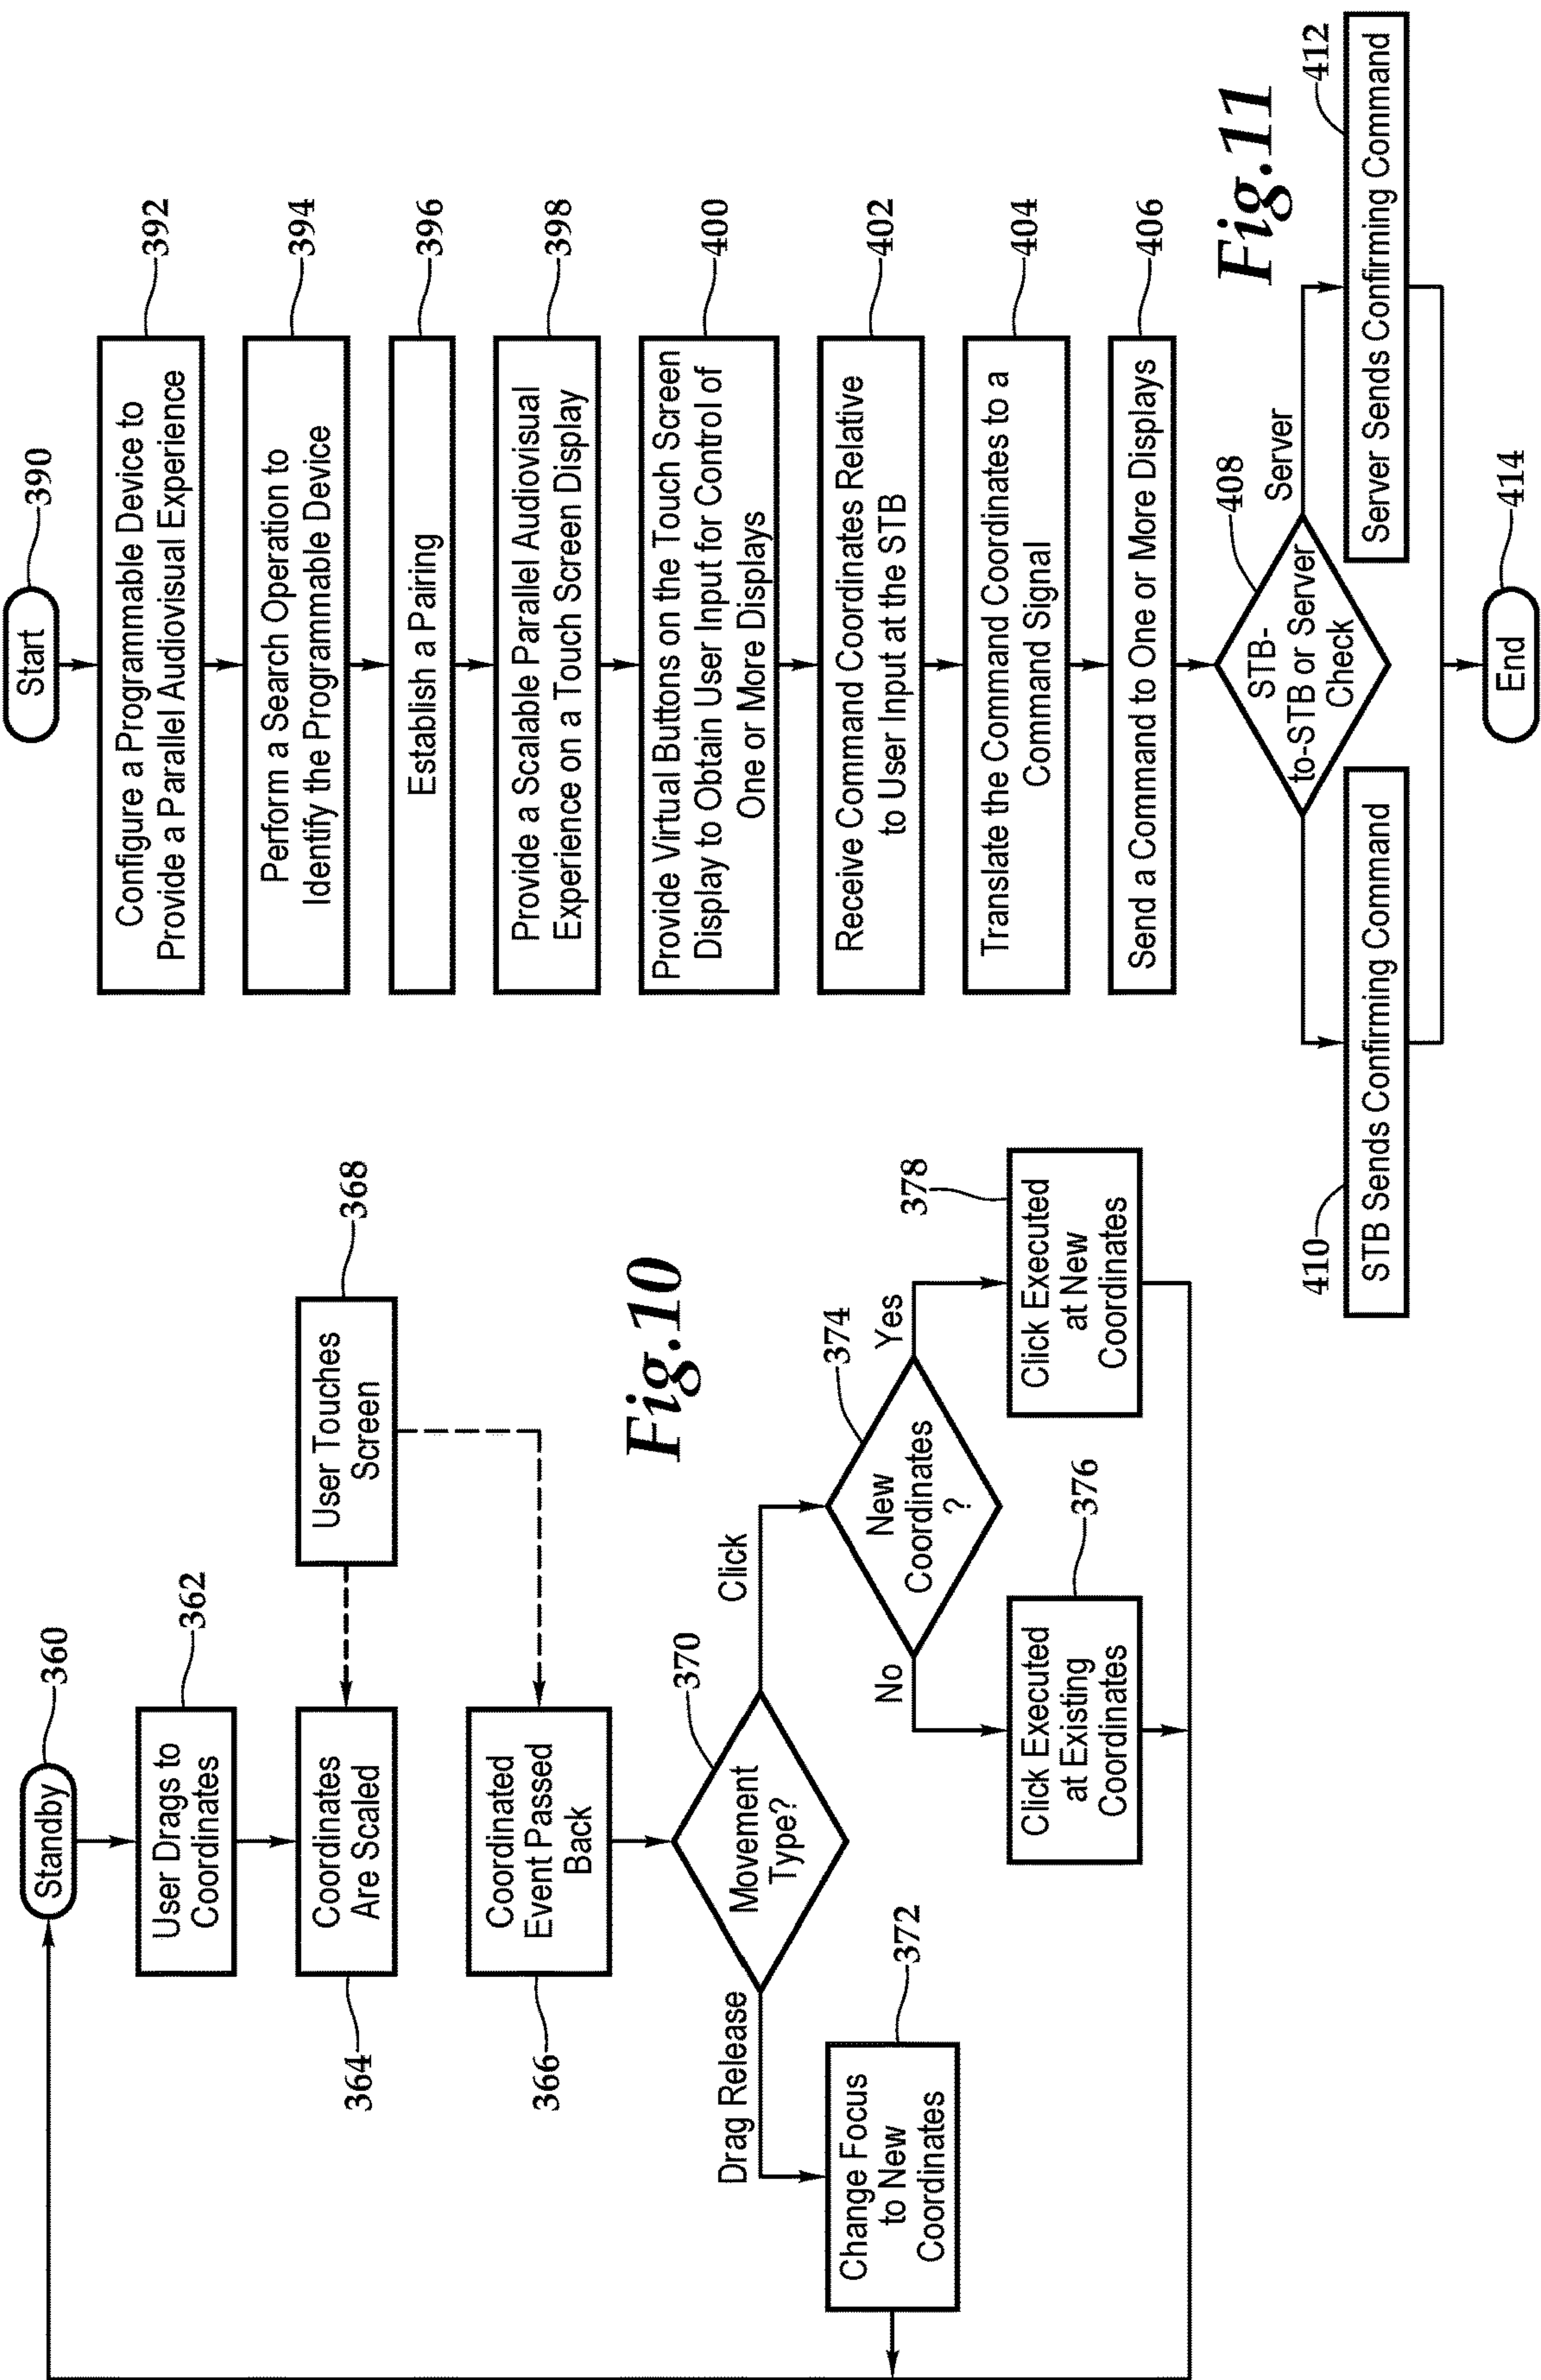 Standby
360
User Drags to
Coordinates
362
Coordinates
Are Scaled
364
User Touches
Screen
368
Coordinated
Event Passed
Back
366
Movement
Type?
370
Drag Release
Click
Change Focus
to New
Coordinates
372
New
Coordinates
?
374
No
Yes
Click Executed
at Existing
Coordinates
376
Click Executed
at New
Coordinates
378
Fig.10
Start
390
Configure a Programmable Device to
Provide a Parallel Audiovisual Experience
392
Perform a Search Operation to
Identify the Programmable Device
394
Establish a Pairing
396
Provide a Scalable Parallel Audiovisual
Experience on a Touch Screen Display
398
Provide Virtual Buttons on the Touch Screen
Display to Obtain User Input for Control of
One or More Displays
400
Receive Command Coordinates Relative
to User Input at the STB
402
Translate the Command Coordinates to a
Command Signal
404
Send a Command to One or More Displays
406
STB-
to-STB or Server
Check
408
Server
STB Sends Confirming Command
410
Server Sends Confirming Command
412
End
414
Fig.11